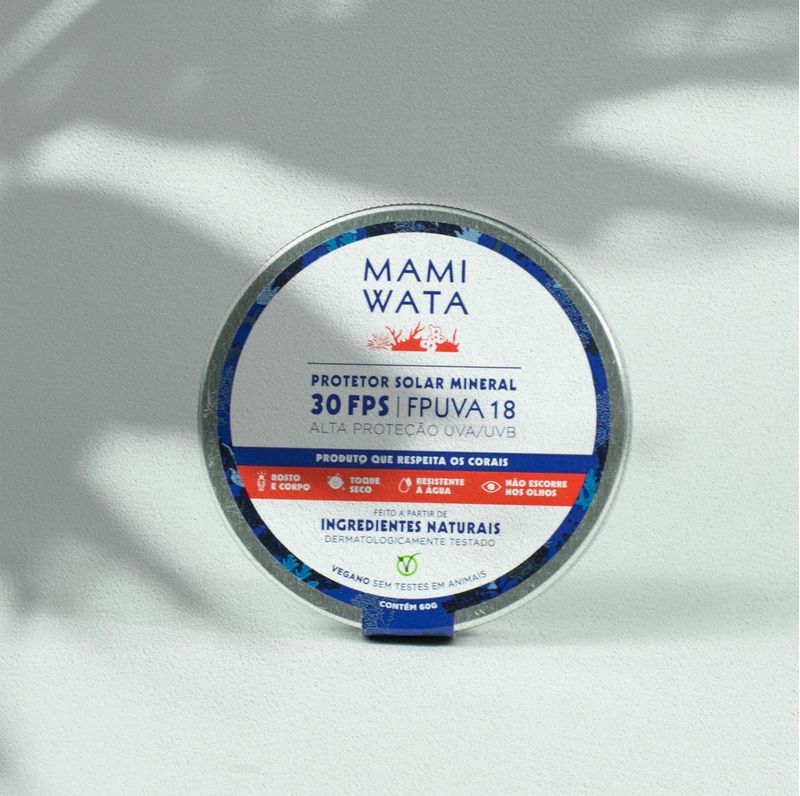 MAMI
WATA
PROTETOR SOLAR MINERAL
30 FPS | FPUVA 18
ALTA PROTEÇÃO UVA/UVB
PRODUTO QUE RESPEITA OS CORAIS
ROSTO
E CORPO
TOQUE
SECO
RESISTENTE
À ÁGUA
NÃO ESCORRE
NOS OLHOS
FEITO A PARTIR DE
INGREDIENTES NATURAIS
DERMATOLOGICAMENTE TESTADO
VEGANO SEM TESTES EM ANIMAIS
CONTÉM 60G